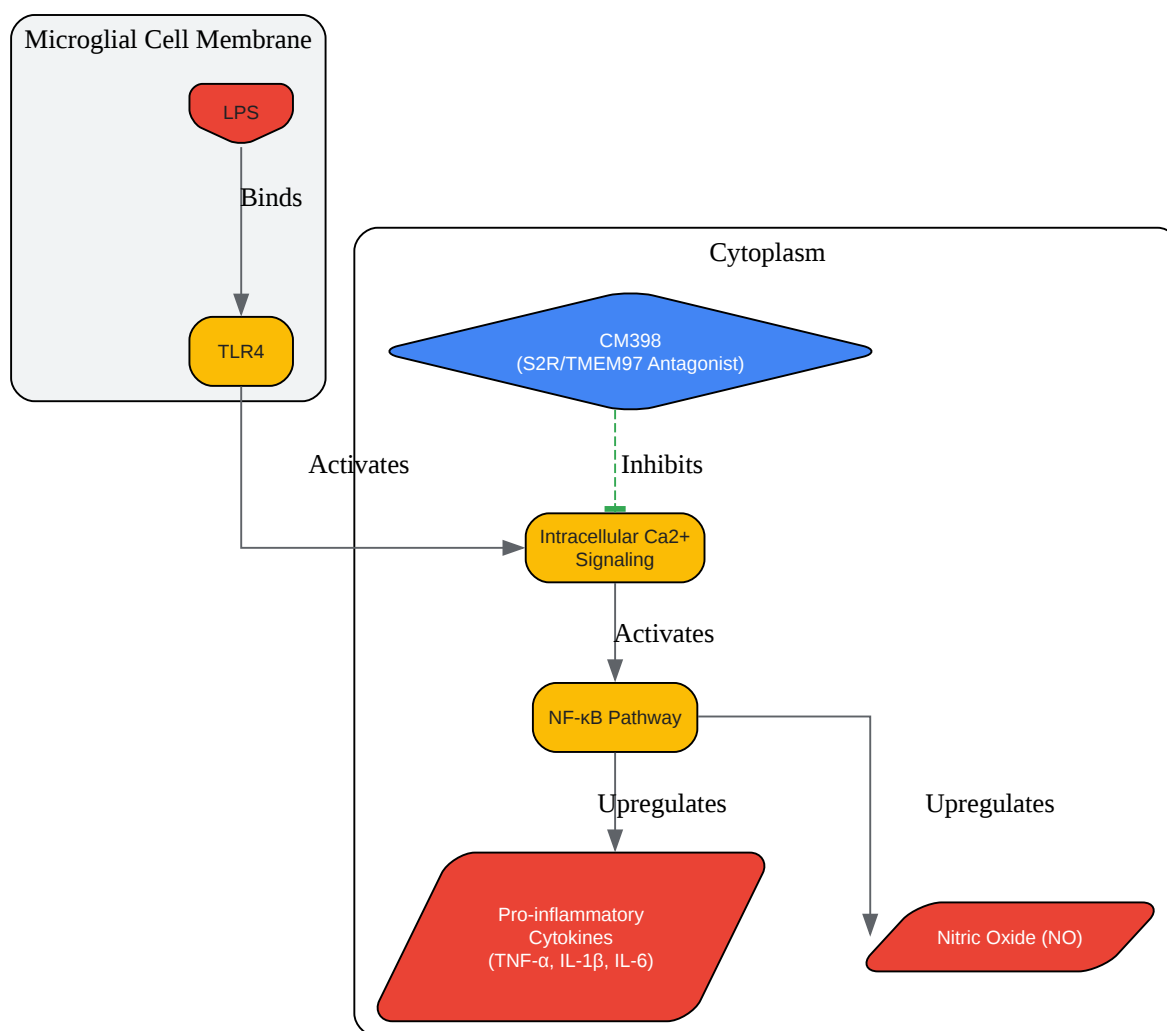 Microglial Cell Membrane
LPS
Binds
TLR4
Cytoplasm
CM398
(S2R/TMEM97 Antagonist)
Activates
Inhibits
Intracellular Ca2+
Signaling
Activates
NF-κB Pathway
Upregulates
Upregulates
Pro-inflammatory
Cytokines
(TNF-α, IL-1β, IL-6)
Nitric Oxide (NO)